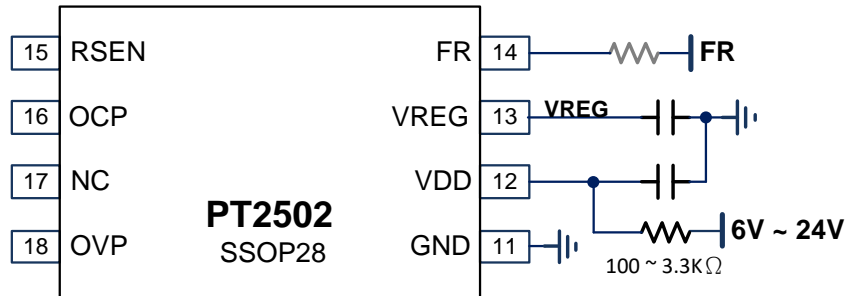 15 RSEN FR 14 FR
16 OCP VREG 13 VREG
17 NC VDD 12
PT2502
6V ~ 24V
18 OVP SSOP28 GND 11
100 ~ 3.3KΩ